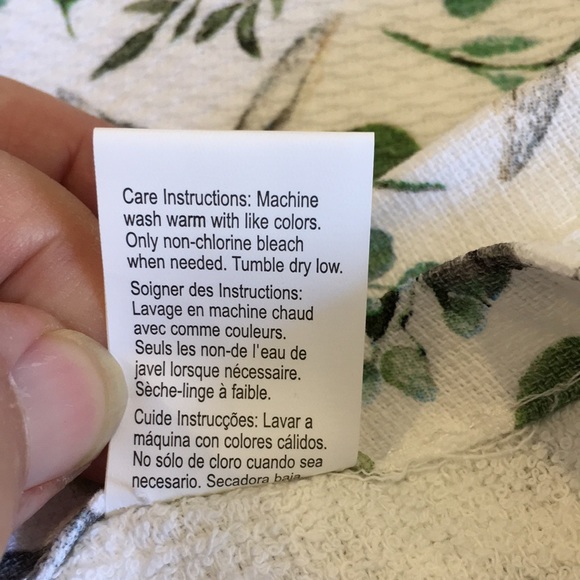 Care Instructions: Machine
wash warm with like colors.
Only non-chlorine bleach
when needed. Tumble dry low.
Soigner des Instructions:
Lavage en machine chaud
avec comme couleurs.
Seuls les non-de l'eau de
javel lorsque nécessaire.
Sèche-linge à faible.
Cuide Instrucções: Lavar a
máquina con colores cálidos.
No sólo de cloro cuando sea
necesario. Secadora baja